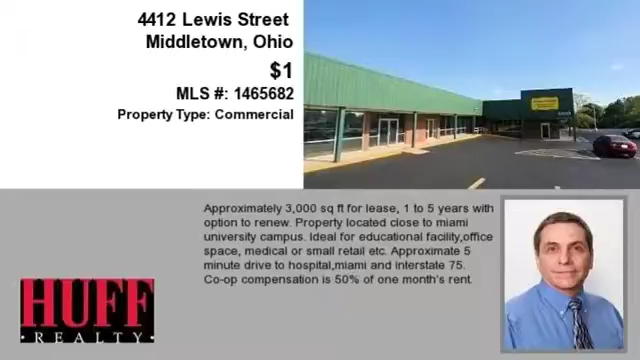 4412 Lewis Street
Middletown, Ohio
$1
MLS #: 1465682
Property Type: Commercial
Approximately 3,000 sq ft for lease, 1 to 5 years with
option to renew. Property located close to miami
university campus. Ideal for educational facility,office
space, medical or small retail etc. Approximate 5
minute drive to hospital,miami and interstate 75.
Co-op compensation is 50% of one month's rent.
HUFF
·REALTY·